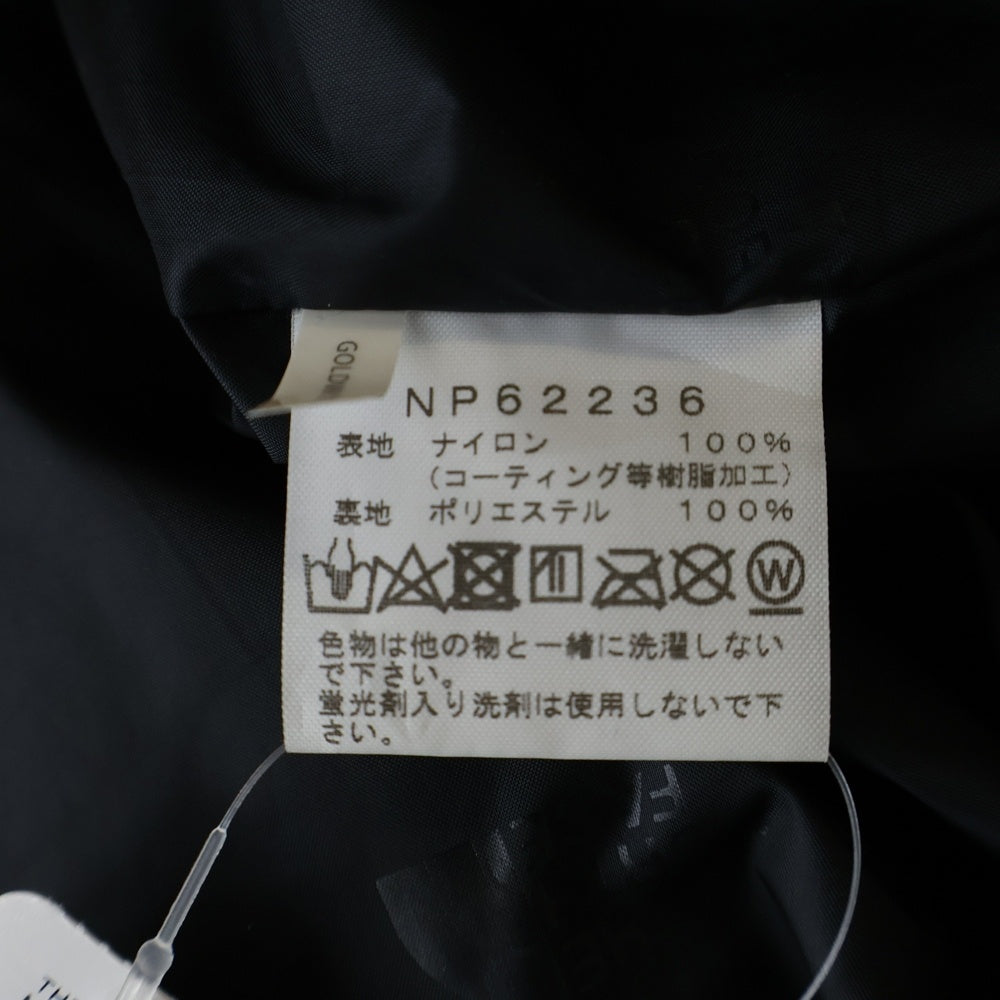 NP62236
表地 ナイロン 100%
(コーティング等樹脂加工)
裏地 ポリエステル 100%
W
色物は他の物と一緒に洗濯しない
で下さい。
蛍光剤入り洗剤は使用しないで下
さい。